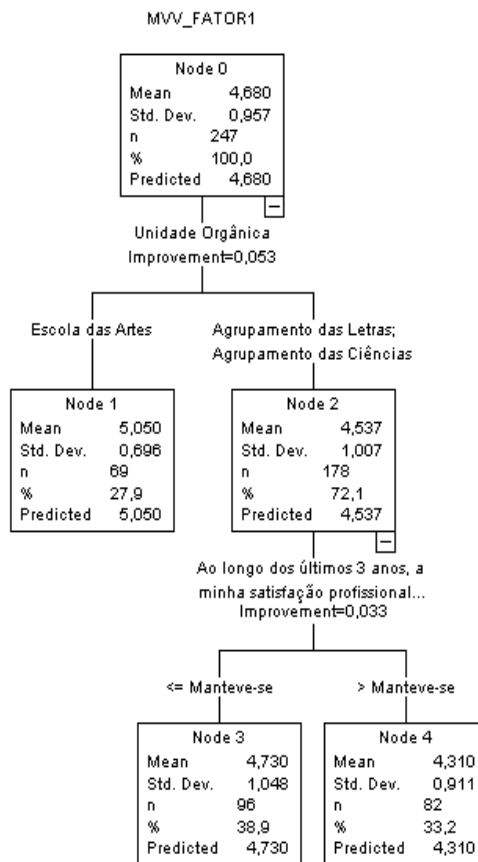 MVV_FATOR1
Node 0
Mean 4,680
Std. Dev. 0,957
n 247
% 100,0
Predicted 4,680
Unidade Orgânica
Improvement=0,053
Escola das Artes
Agrupamento das Letras;
Agrupamento das Ciências
Node 1
Mean 5,050
Std. Dev. 0,696
n 69
% 27,9
Predicted 5,050
Node 2
Mean 4,537
Std. Dev. 1,007
n 178
% 72,1
Predicted 4,537
Ao longo dos últimos 3 anos, a
minha satisfação profissional...
Improvement=0,033
<= Manteve-se
> Manteve-se
Node 3
Mean 4,730
Std. Dev. 1,048
n 96
% 38,9
Predicted 4,730
Node 4
Mean 4,310
Std. Dev. 0,911
n 82
% 33,2
Predicted 4,310